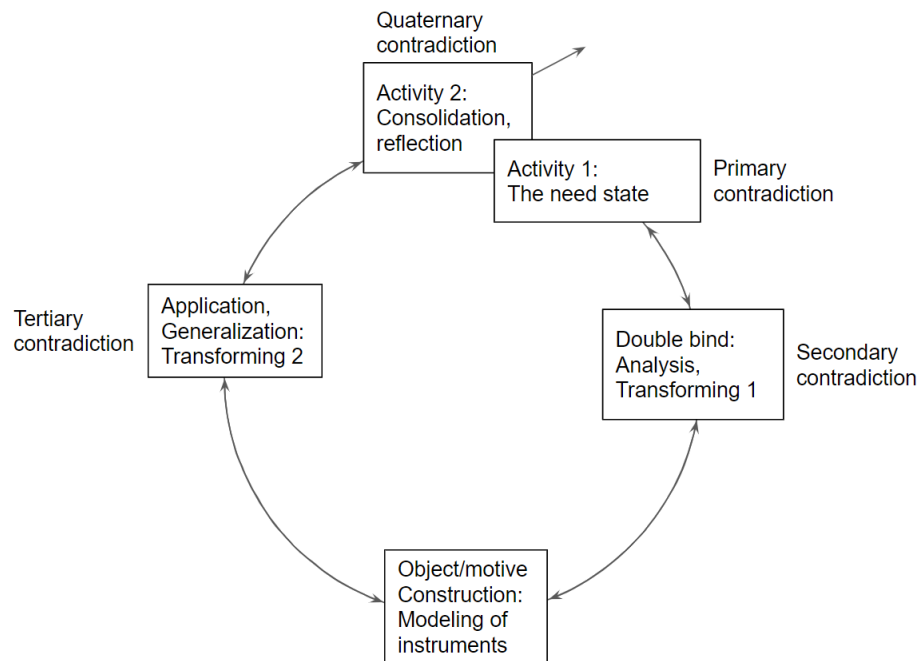 Quaternary
contradiction
Activity 2:
Consolidation,
reflection
Activity 1:
The need state
Primary
contradiction
Tertiary
contradiction
Application,
Generalization:
Transforming 2
Double bind:
Analysis,
Transforming 1
Secondary
contradiction
Object/motive
Construction:
Modeling of
instruments